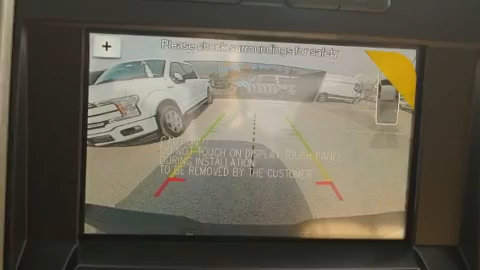 Please check surroundings for safety
DO NOT TOUCH ON DISPLAY TOUCH PANEL
DURING INSTALLATION
TO BE REMOVED BY THE CUSTOMER